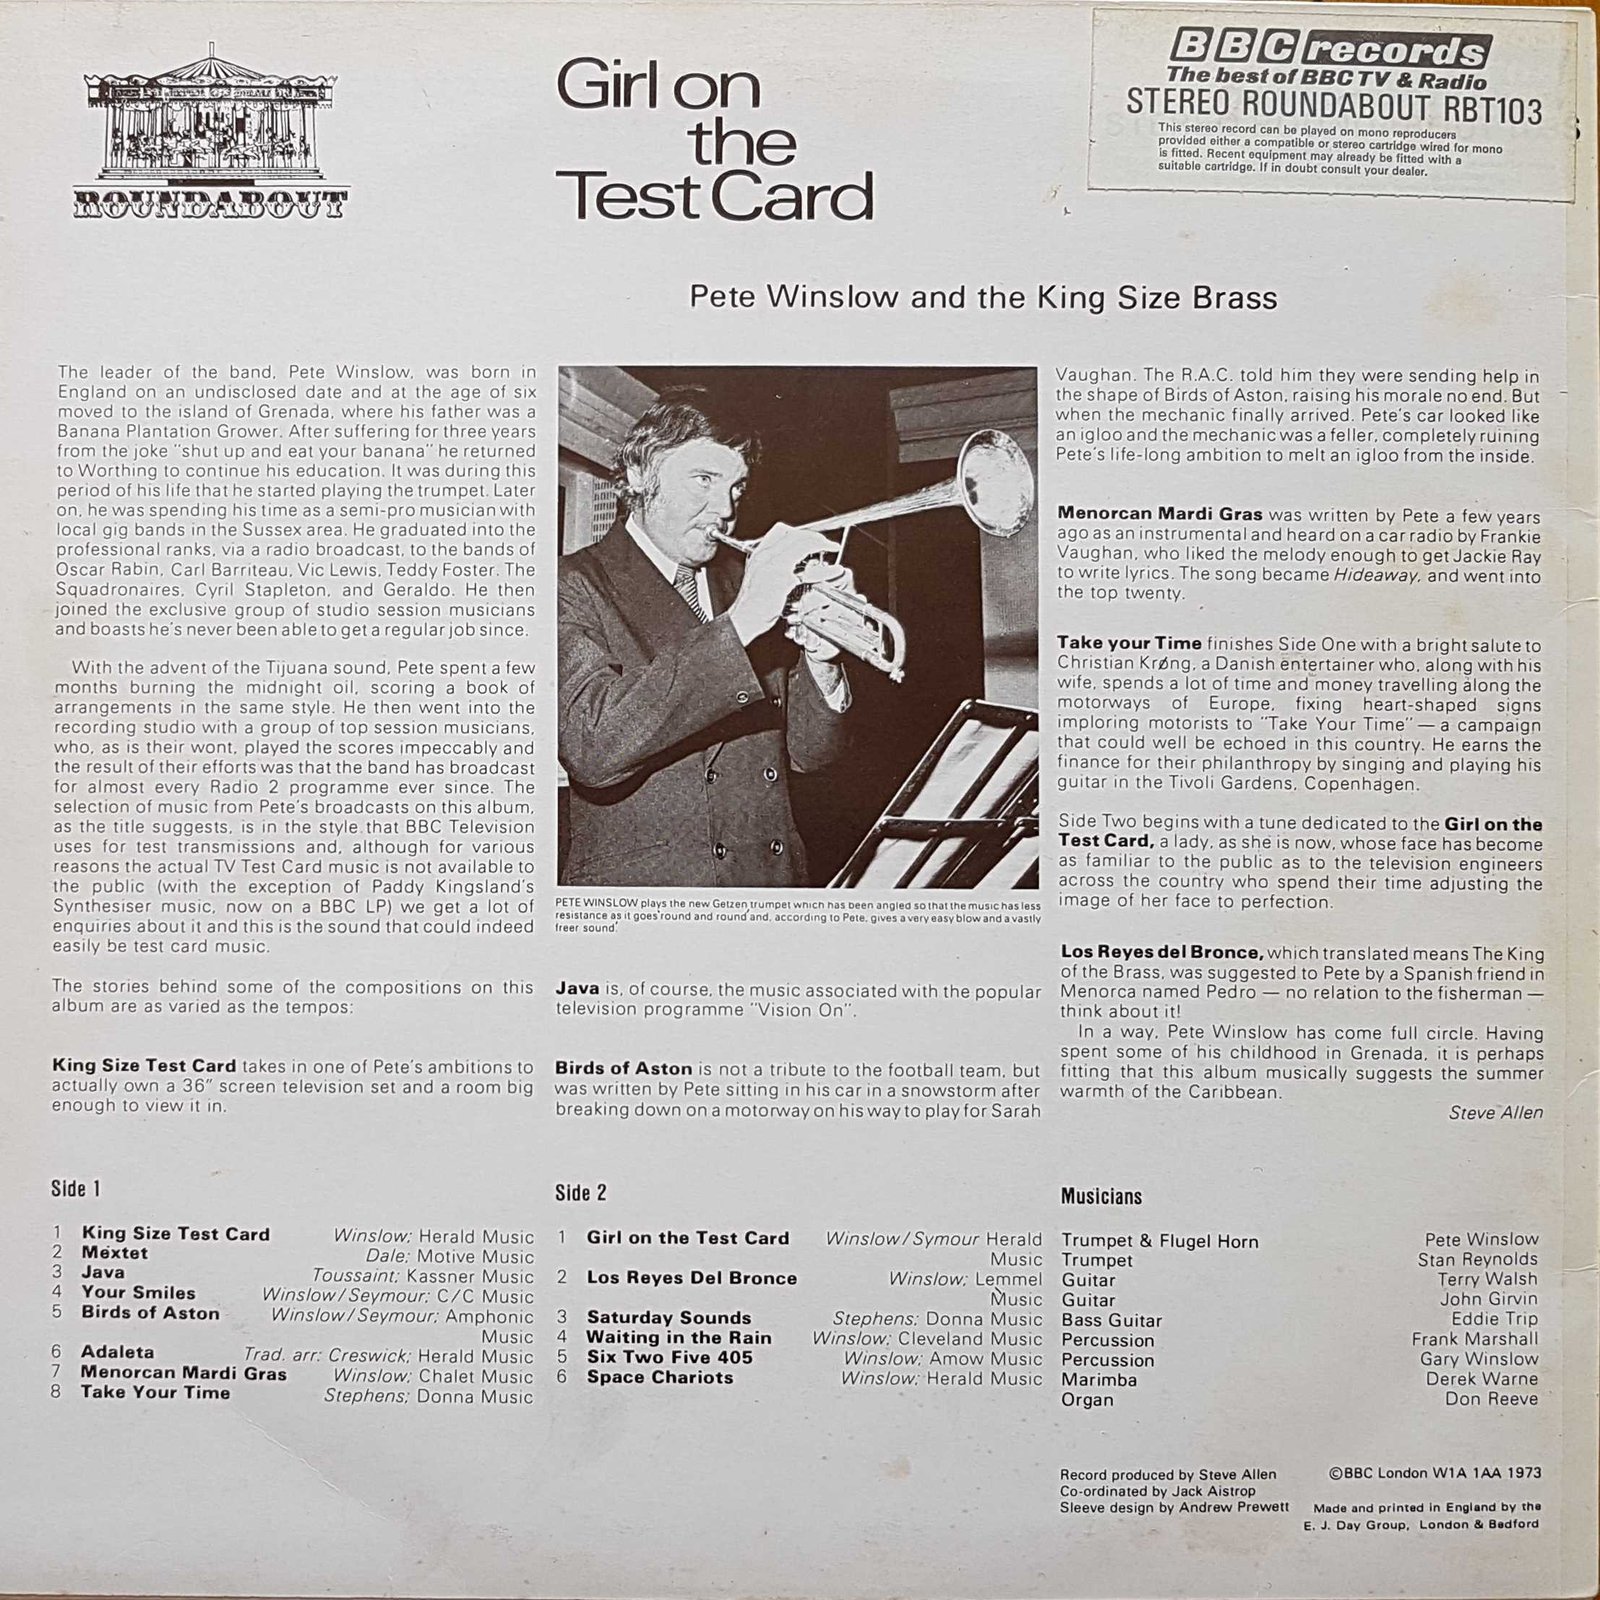 ROUNDABOUT
Girl on
the
Test Card
BBC records
The best of BBC TV & Radio
STEREO ROUNDABOUT RBT103
This stereo record can be played on mono reproducers
provided either a compatible or stereo cartridge wired for mono
is fitted. Recent equipment may already be fitted with a
suitable cartridge. If in doubt consult your dealer.
Pete Winslow and the King Size Brass
The leader of the band, Pete Winslow, was born in
England on an undisclosed date and at the age of six
moved to the island of Grenada, where his father was a
Banana Plantation Grower. After suffering for three years
from the joke "shut up and eat your banana" he returned
to Worthing to continue his education. It was during this
period of his life that he started playing the trumpet. Later
on, he was spending his time as a semi-pro musician with
local gig bands in the Sussex area. He graduated into the
professional ranks, via a radio broadcast, to the bands of
Oscar Rabin, Carl Barriteau, Vic Lewis, Teddy Foster, The
Squadronaires, Cyril Stapleton, and Geraldo. He then
joined the exclusive group of studio session musicians
and boasts he's never been able to get a regular job since.
With the advent of the Tijuana sound, Pete spent a few
months burning the midnight oil, scoring a book of
arrangements in the same style. He then went into the
recording studio with a group of top session musicians,
who, as is their wont, played the scores impeccably and
the result of their efforts was that the band has broadcast
for almost every Radio 2 programme ever since. The
selection of music from Pete's broadcasts on this album,
as the title suggests, is in the style that BBC Television
uses for test transmissions and, although for various
reasons the actual TV Test Card music is not available to
the public (with the exception of Paddy Kingsland's
Synthesiser music, now on a BBC LP) we get a lot of
enquiries about it and this is the sound that could indeed
easily be test card music.
The stories behind some of the compositions on this
album are as varied as the tempos:
King Size Test Card takes in one of Pete's ambitions to
actually own a 36" screen television set and a room big
enough to view it in.
PETE WINSLOW plays the new Getzen trumpet which has been angled so that the music has less
resistance as it goes 'round and round' and, according to Pete, gives a very easy blow and a vastly
freer sound.'
Java is, of course, the music associated with the popular
television programme "Vision On".
Birds of Aston is not a tribute to the football team, but
was written by Pete sitting in his car in a snowstorm after
breaking down on a motorway on his way to play for Sarah
Vaughan. The R.A.C. told him they were sending help in
the shape of Birds of Aston, raising his morale no end. But
when the mechanic finally arrived, Pete's car looked like
an igloo and the mechanic was a feller, completely ruining
Pete's life-long ambition to melt an igloo from the inside.
Menorcan Mardi Gras was written by Pete a few years
ago as an instrumental and heard on a car radio by Frankie
Vaughan, who liked the melody enough to get Jackie Ray
to write lyrics. The song became Hideaway, and went into
the top twenty.
Take your Time finishes Side One with a bright salute to
Christian Krøng, a Danish entertainer who, along with his
wife, spends a lot of time and money travelling along the
motorways of Europe, fixing heart-shaped signs
imploring motorists to "Take Your Time" — a campaign
that could well be echoed in this country. He earns the
finance for their philanthropy by singing and playing his
guitar in the Tivoli Gardens, Copenhagen.
Side Two begins with a tune dedicated to the Girl on the
Test Card, a lady, as she is now, whose face has become
as familiar to the public as to the television engineers
across the country who spend their time adjusting the
image of her face to perfection.
Los Reyes del Bronce, which translated means The King
of the Brass, was suggested to Pete by a Spanish friend in
Menorca named Pedro — no relation to the fisherman —
think about it!
In a way, Pete Winslow has come full circle. Having
spent some of his childhood in Grenada, it is perhaps
fitting that this album musically suggests the summer
warmth of the Caribbean.
Steve Allen
Side 1
1 King Size Test Card Winslow; Herald Music
2 Mextet Dale; Motive Music
3 Java Toussaint; Kassner Music
4 Your Smiles Winslow/Seymour; C/C Music
5 Birds of Aston Winslow/Seymour; Amphonic
Music
6 Adaleta Trad. arr: Creswick; Herald Music
7 Menorcan Mardi Gras Winslow; Chalet Music
8 Take Your Time Stephens; Donna Music
Side 2
1 Girl on the Test Card Winslow/Symour Herald
Music
2 Los Reyes Del Bronce Winslow; Lemmel
Music
3 Saturday Sounds Stephens: Donna Music
4 Waiting in the Rain Winslow; Cleveland Music
5 Six Two Five 405 Winslow; Amow Music
6 Space Chariots Winslow; Herald Music
Musicians
Trumpet & Flugel Horn Pete Winslow
Trumpet Stan Reynolds
Guitar Terry Walsh
Guitar John Girvin
Bass Guitar Eddie Trip
Percussion Frank Marshall
Percussion Gary Winslow
Marimba Derek Warne
Organ Don Reeve
Record produced by Steve Allen
Co-ordinated by Jack Aistrop
Sleeve design by Andrew Prewett
©BBC London W1A 1AA 1973
Made and printed in England by the
E. J. Day Group, London & Bedford